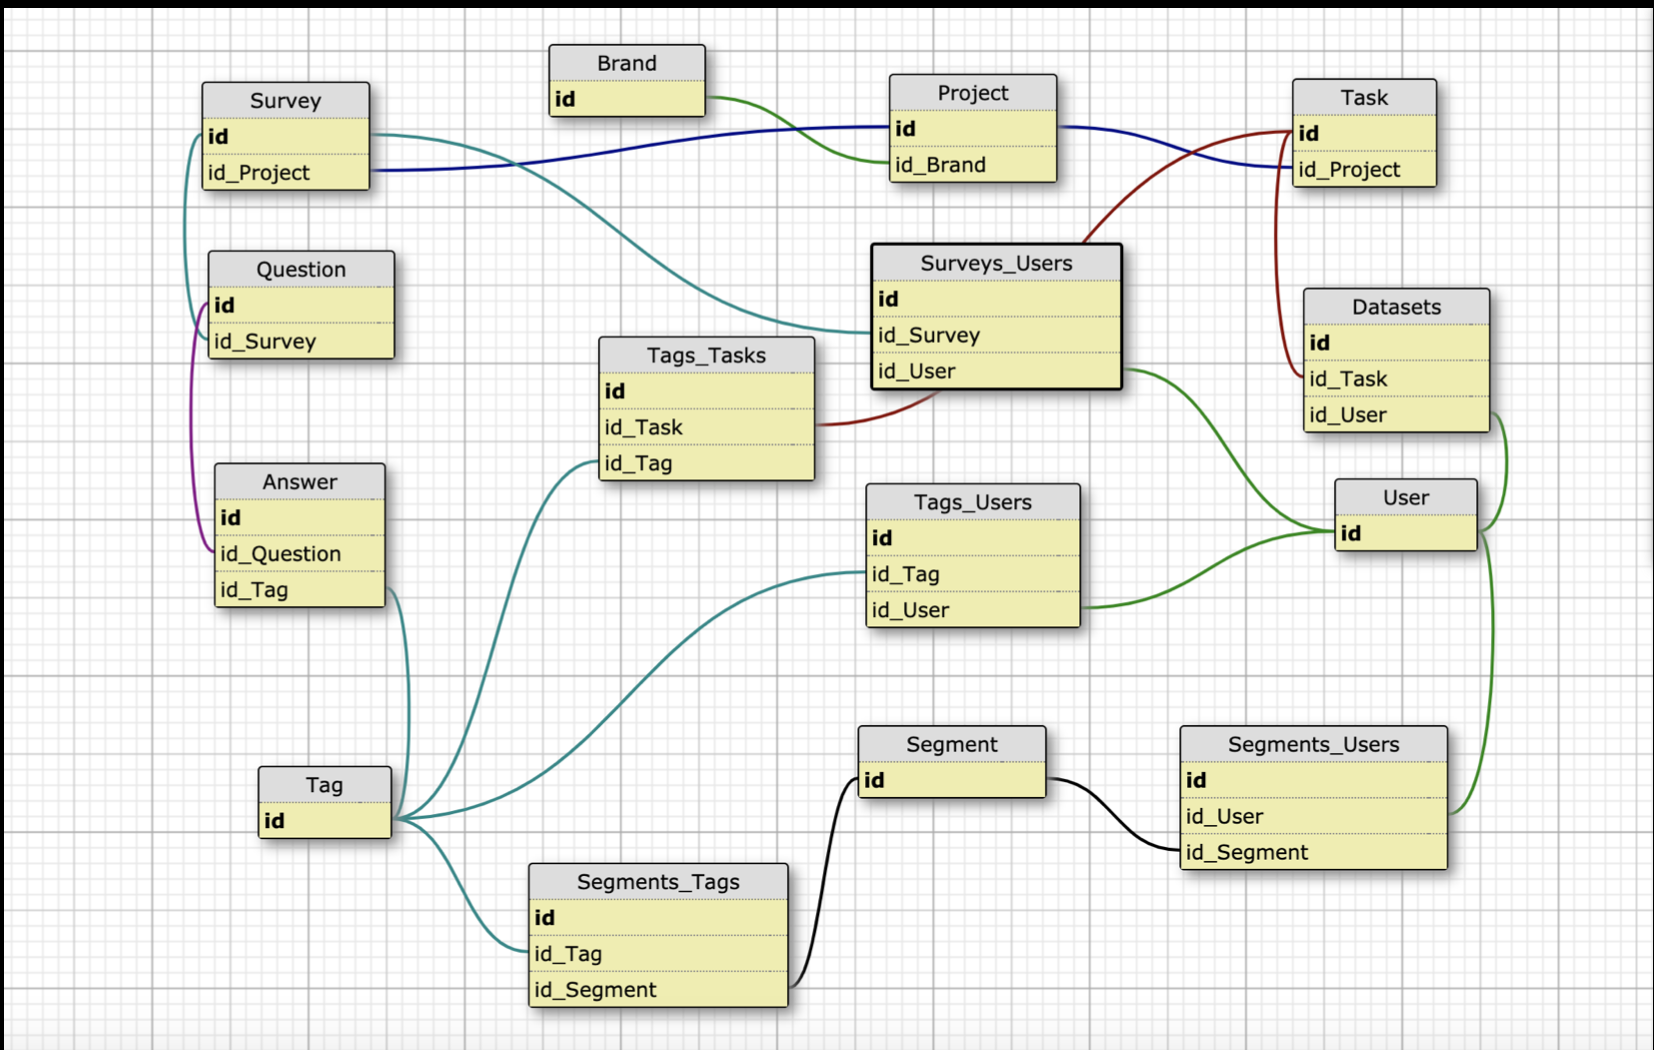 Brand
id
Survey
id
id_Project
Project
id
id_Brand
Task
id
id_Project
Question
id
id_Survey
Surveys_Users
id
id_Survey
id_User
Datasets
id
id_Task
id_User
Tags_Tasks
id
id_Task
id_Tag
Answer
id
id_Question
id_Tag
Tags_Users
id
id_Tag
id_User
User
id
Tag
id
Segment
id
Segments_Users
id
id_User
id_Segment
Segments_Tags
id
id_Tag
id_Segment